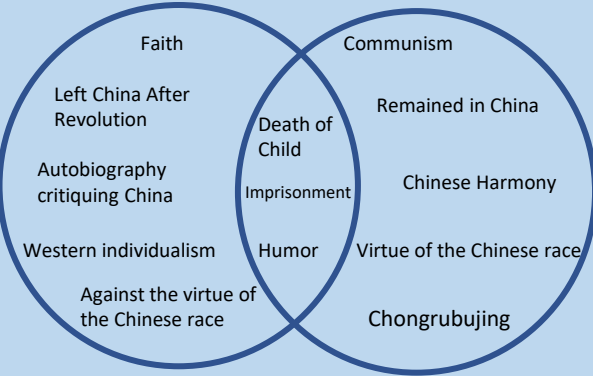 Faith
Left China After
Revolution
Autobiography
critiquing China
Western individualism
Against the virtue of
the Chinese race
Death of
Child
Imprisonment
Humor
Communism
Remained in China
Chinese Harmony
Virtue of the Chinese race
Chongrubujing